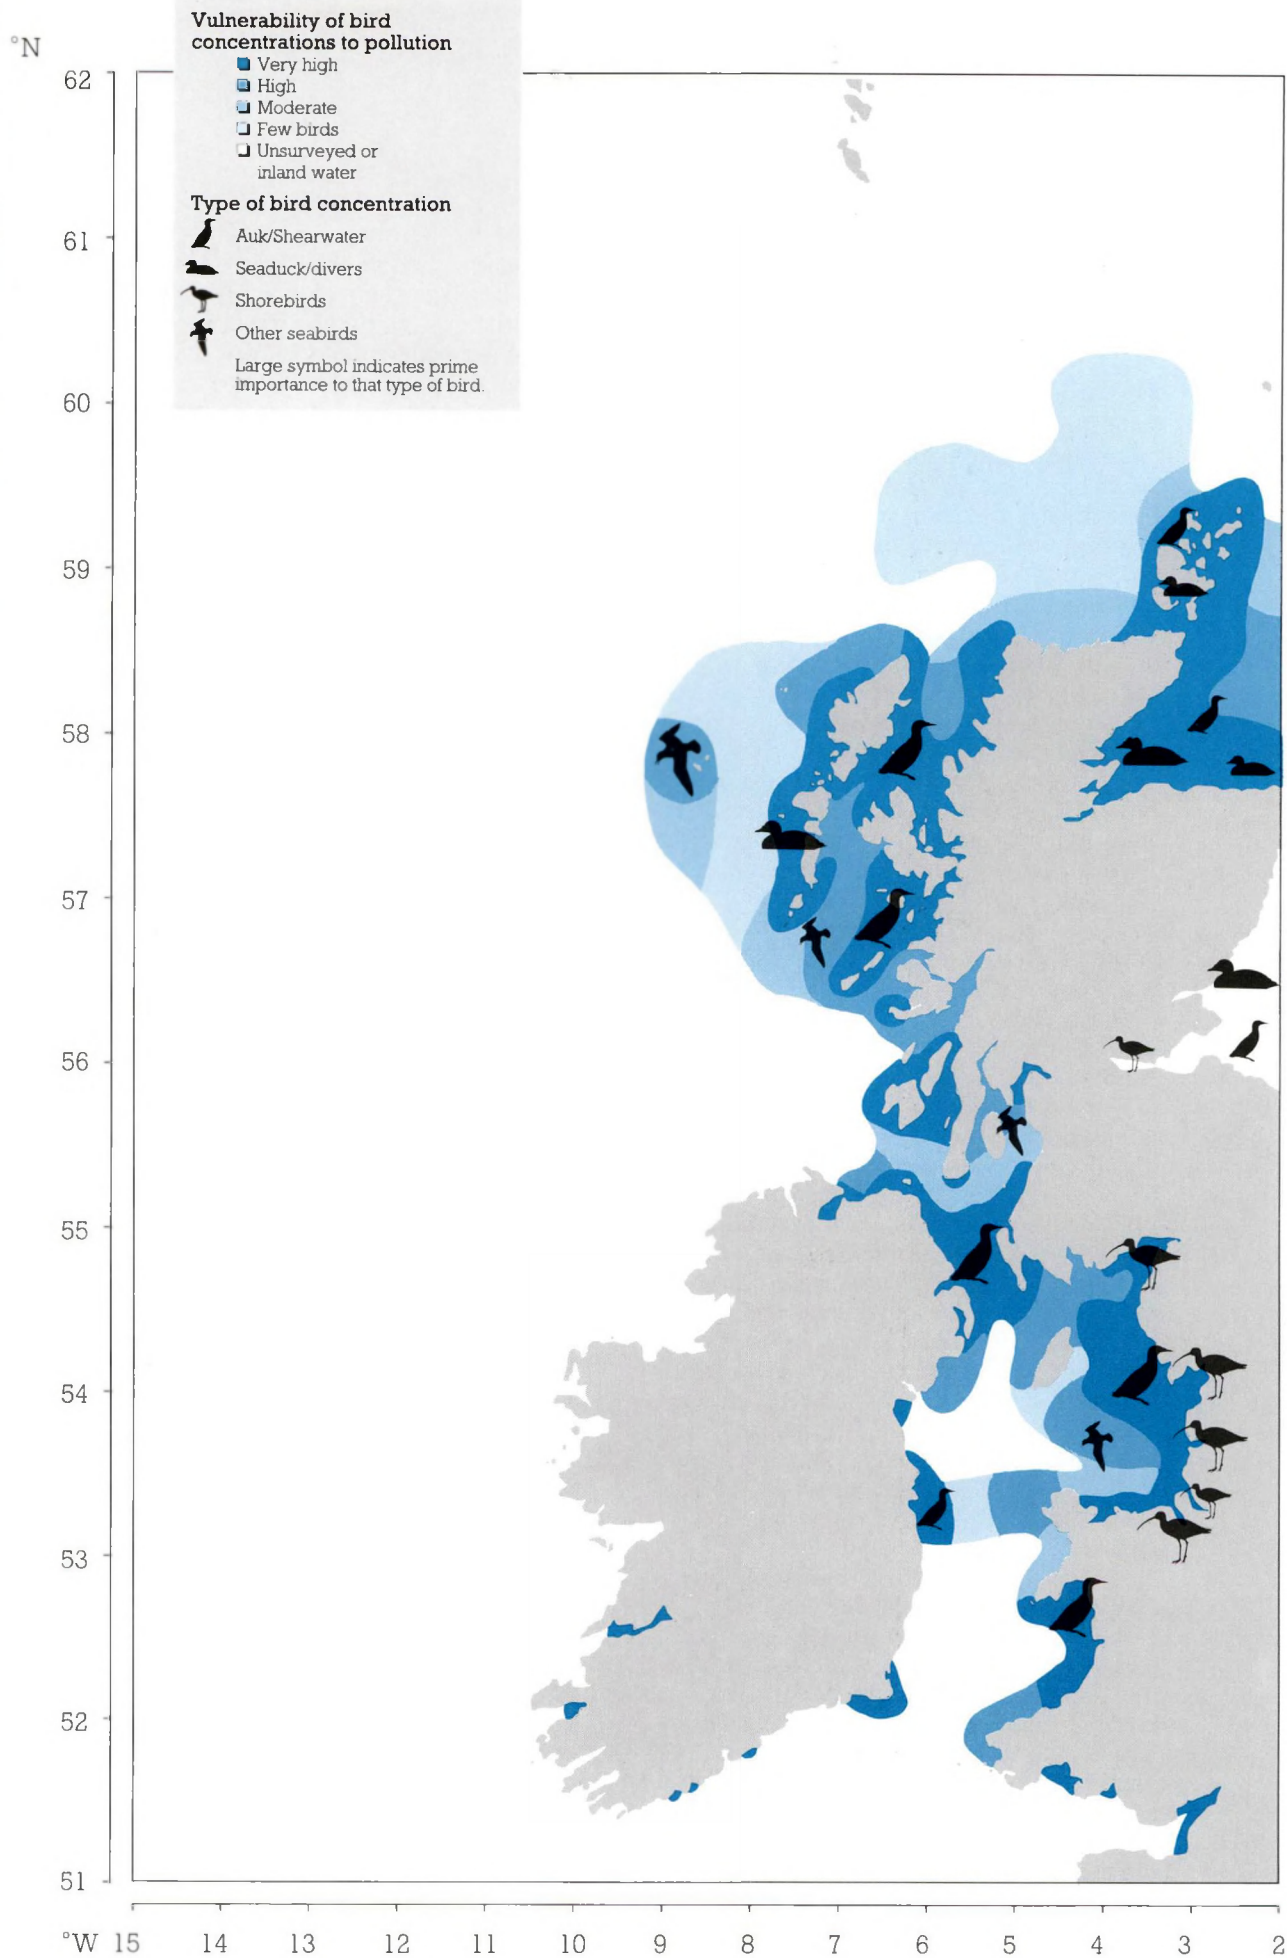 Vulnerability of bird
concentrations to pollution
Very high
High
Moderate
Few birds
Unsurveyed or
inland water
Type of bird concentration
Auk/Shearwater
Seaduck/divers
Shorebirds
Other seabirds
Large symbol indicates prime
importance to that type of bird.
°N
62
61
60
59
58
57
56
55
54
53
52
51
°W 15 14 13 12 11 10 9 8 7 6 5 4 3 2